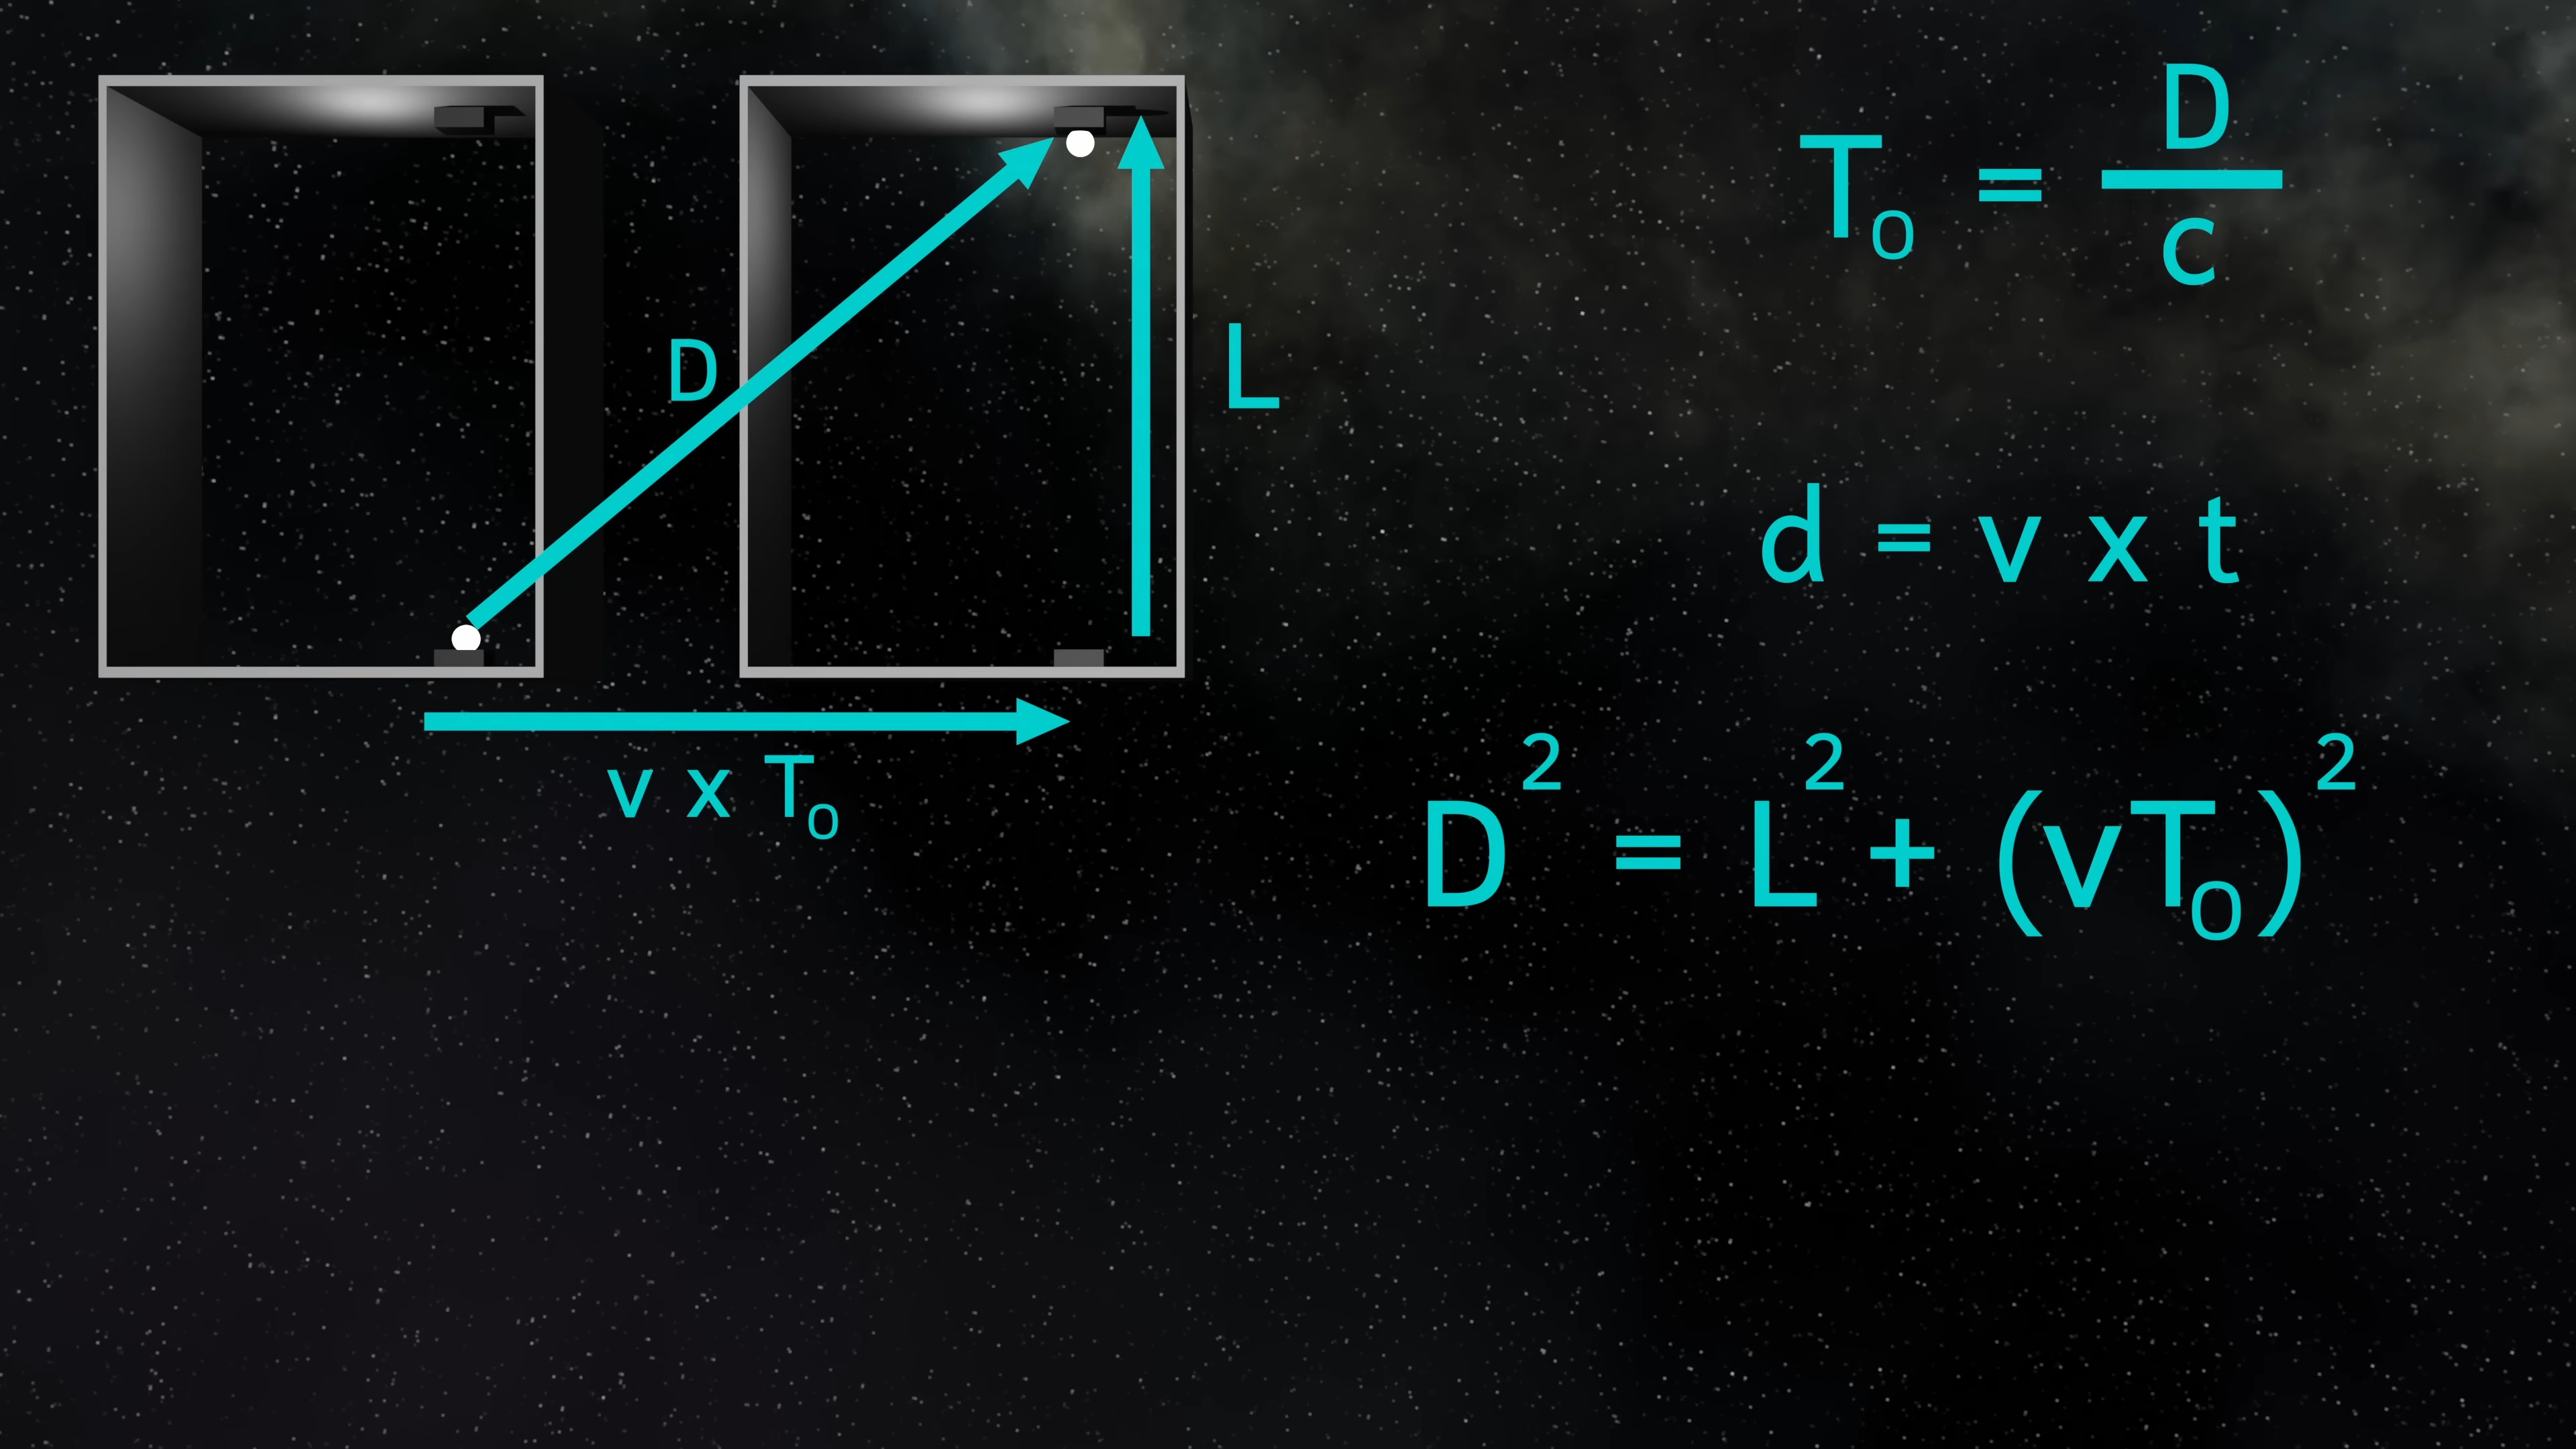 D
L
v x T₀
T₀ = D/c
d = v x t
D² = L² + (vT₀)²